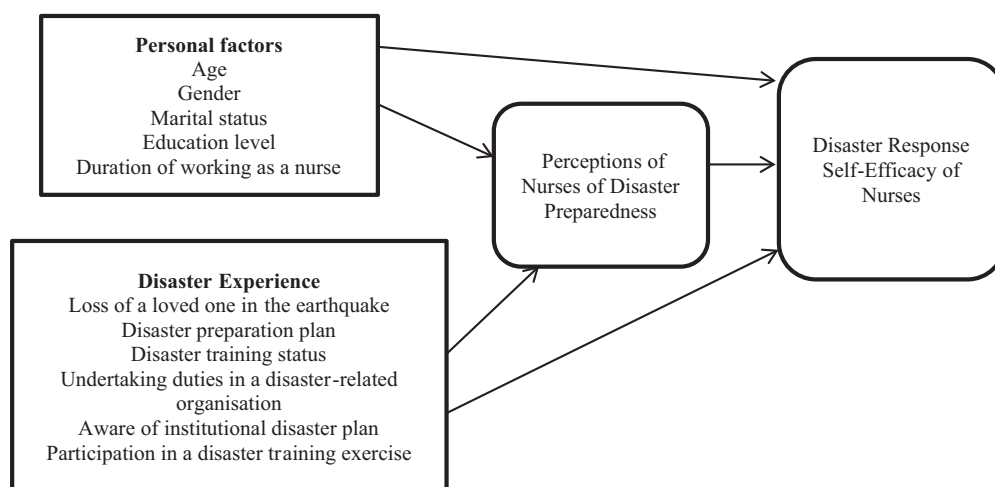 Personal factors
Age
Gender
Marital status
Education level
Duration of working as a nurse
Perceptions of
Nurses of Disaster
Preparedness
Disaster Response
Self-Efficacy of
Nurses
Disaster Experience
Loss of a loved one in the earthquake
Disaster preparation plan
Disaster training status
Undertaking duties in a disaster-related
organisation
Aware of institutional disaster plan
Participation in a disaster training exercise